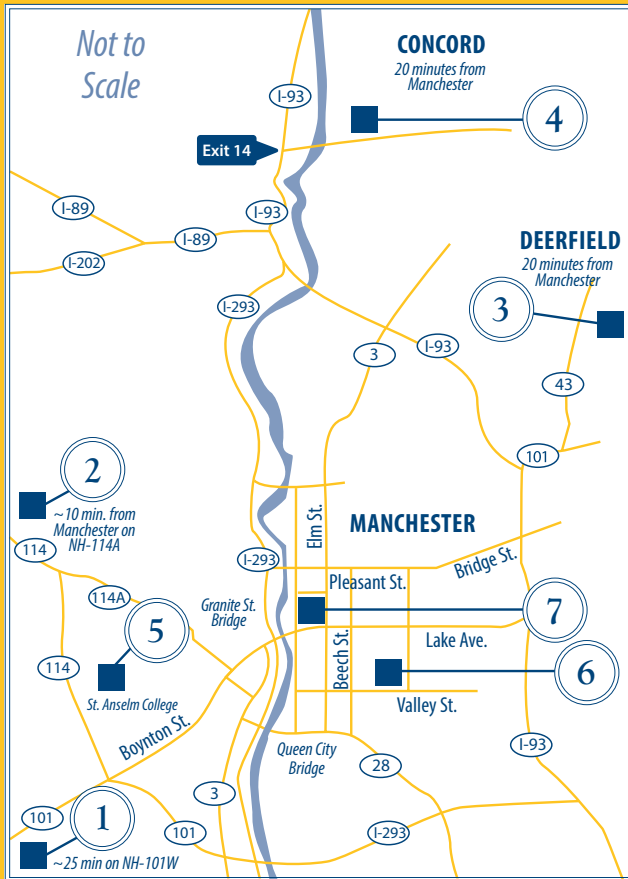 Not to
Scale
CONCORD
20 minutes from
Manchester
I-93
4
Exit 14
I-89
I-93
I-89
I-202
DEERFIELD
20 minutes from
Manchester
I-293
3
3
I-93
43
2
101
~10 min. from
Manchester on
NH-114A
Elm St.
MANCHESTER
114
I-293
Bridge St.
Pleasant St.
114A
Granite St.
Bridge
7
5
Beech St.
Lake Ave.
114
6
St. Anselm College
Valley St.
Boynton St.
I-93
Queen City
Bridge
28
3
1
101
101
I-293
~25 min on NH-101W